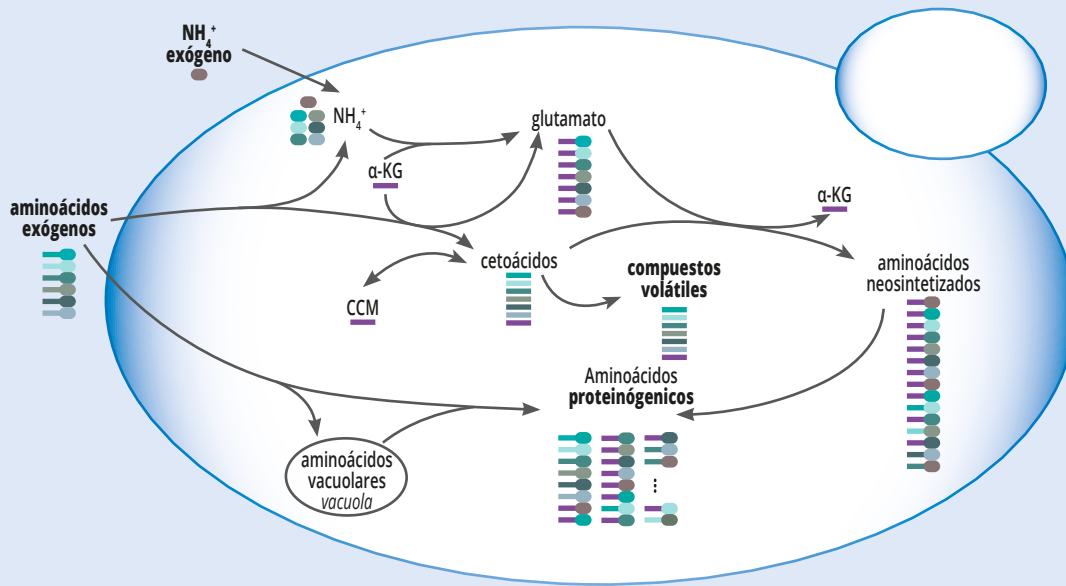 NH₄⁺
exógeno
NH₄⁺
glutamato
α-KG
α-KG
aminoácidos
exógenos
cetoácidos
compuestos
volátiles
aminoácidos
neosintetizados
CCM
Aminoácidos
proteinógenicos
aminoácidos
vacuolares
vacuola
...